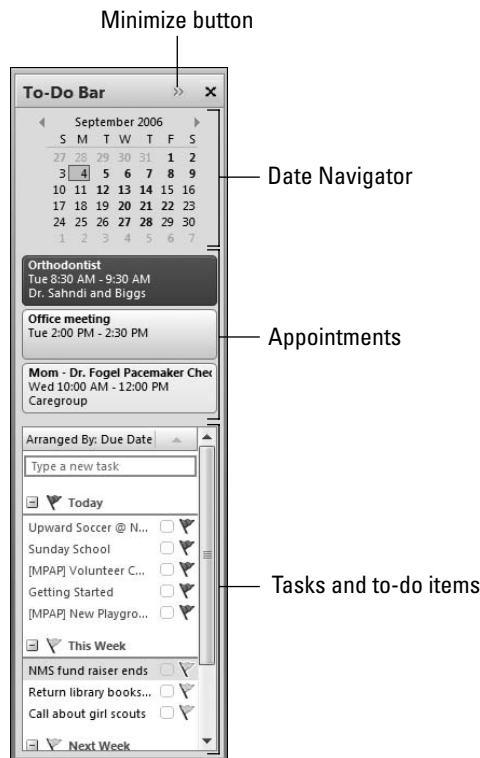 Minimize button
To-Do Bar
September 2006
S M T W T F S
27 28 29 30 31 1 2
3 4 5 6 7 8 9
10 11 12 13 14 15 16
17 18 19 20 21 22 23
24 25 26 27 28 29 30
1 2 3 4 5 6 7
Date Navigator
Orthodontist
Tue 8:30 AM - 9:30 AM
Dr. Sahndi and Biggs
Office meeting
Tue 2:00 PM - 2:30 PM
Appointments
Mom - Dr. Fogel Pacemaker Chec
Wed 10:00 AM - 12:00 PM
Caregroup
Arranged By: Due Date
Type a new task
Today
Upward Soccer @ N...
Sunday School
[MPAP] Volunteer C...
Getting Started
Tasks and to-do items
[MPAP] New Playgro...
This Week
NMS fund raiser ends
Return library books...
Call about girl scouts
Next Week